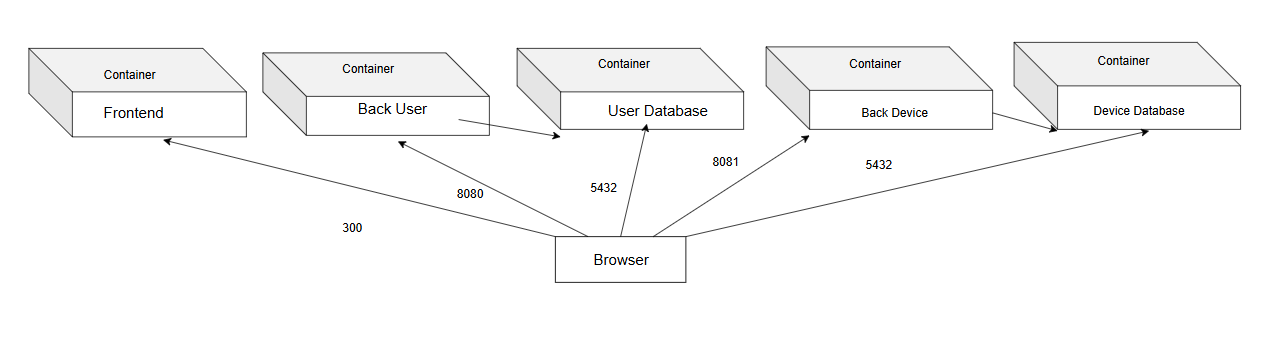 Container
Frontend
Container
Back User
Container
User Database
Container
Back Device
Container
Device Database
300
8080
5432
8081
5432
Browser